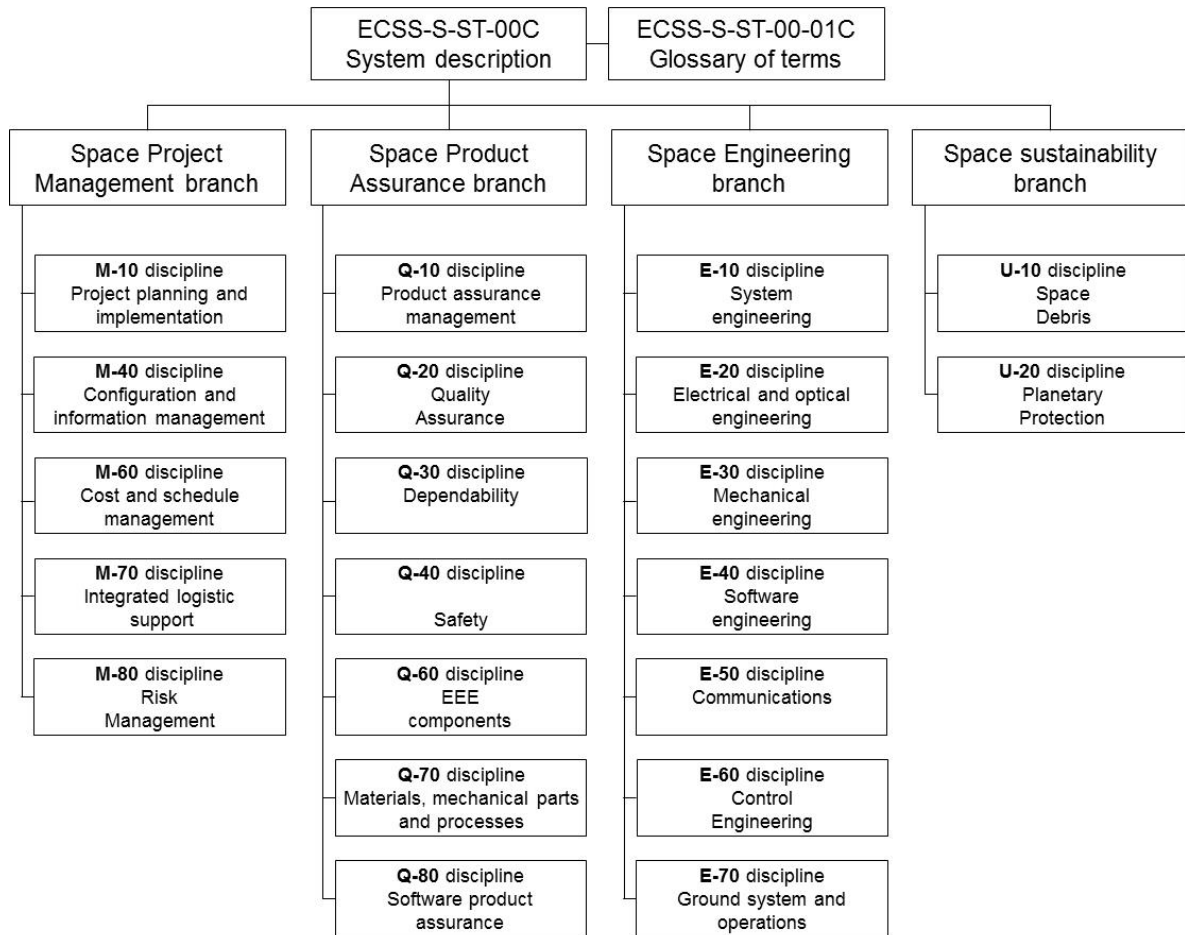 ECSS-S-ST-00C
System description
ECSS-S-ST-00-01C
Glossary of terms
Space Project
Management branch
Space Product
Assurance branch
Space Engineering
branch
Space sustainability
branch
M-10 discipline
Project planning and
implementation
M-40 discipline
Configuration and
information management
M-60 discipline
Cost and schedule
management
M-70 discipline
Integrated logistic
support
M-80 discipline
Risk
Management
Q-10 discipline
Product assurance
management
Q-20 discipline
Quality
Assurance
Q-30 discipline
Dependability
Q-40 discipline
Safety
Q-60 discipline
EEE
components
Q-70 discipline
Materials, mechanical parts
and processes
Q-80 discipline
Software product
assurance
E-10 discipline
System
engineering
E-20 discipline
Electrical and optical
engineering
E-30 discipline
Mechanical
engineering
E-40 discipline
Software
engineering
E-50 discipline
Communications
E-60 discipline
Control
Engineering
E-70 discipline
Ground system and
operations
U-10 discipline
Space
Debris
U-20 discipline
Planetary
Protection